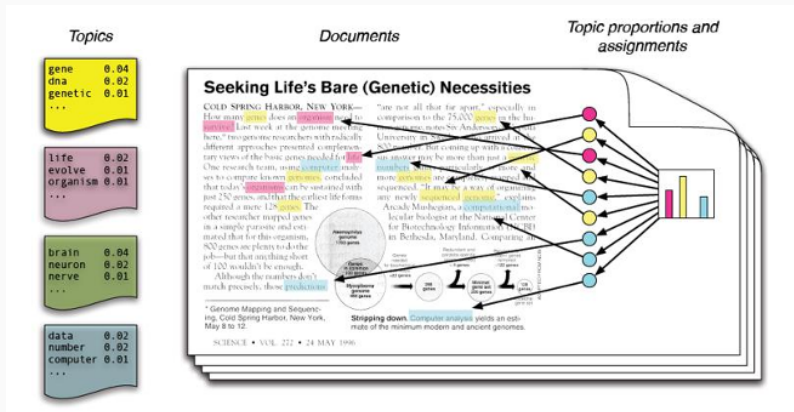 Topics
Documents
Topic proportions and
assignments
gene 0.04
dna 0.02
genetic 0.01
...
life 0.02
evolve 0.01
organism 0.01
...
brain 0.04
neuron 0.02
nerve 0.01
...
data 0.02
number 0.02
computer 0.01
...
Seeking Life's Bare (Genetic) Necessities
COLD SPRING HARBOR, NEW YORK—
How many genes does an organism need to
survive? Last week at the genome meeting
here,* two genome researchers with radically
different approaches presented complemen-
tary views of the basic genes needed for life.
One research team, using computer analy-
ses to compare known genomes, concluded
that today's organisms can be sustained with
just 250 genes, and that the earliest life forms
required a mere 128 genes. The
other researcher mapped genes
in a simple parasite and esti-
mated that for this organism,
800 genes are plenty to do the
job—but that anything short
of 100 wouldn't be enough.
Although the numbers don't
match precisely, those predictions
* Genome Mapping and Sequenc-
ing, Cold Spring Harbor, New York,
May 8 to 12.
"are not all that far apart," especially in
comparison to the 75,000 genes in the hu-
notes Siv Andersson
University in arrived at the
800 number. But coming up with a
sus answer may be more than just a
numbers more and
more genomes are mapped and
sequenced. "It may be a way of organizing
any newly sequenced genome," explains
Arcady Mushegian, a computational mo-
lecular biologist at the National Center
for Biotechnology Information (NCBI)
in Bethesda, Maryland. Comparing an
Haemophilus
genome
1703 genes
Genes
in common
Mycoplasma
genome
genes
Stripping down. Computer analysis yields an esti-
mate of the minimum modern and ancient genomes.
SCIENCE • VOL. 272 • 24 MAY 1996